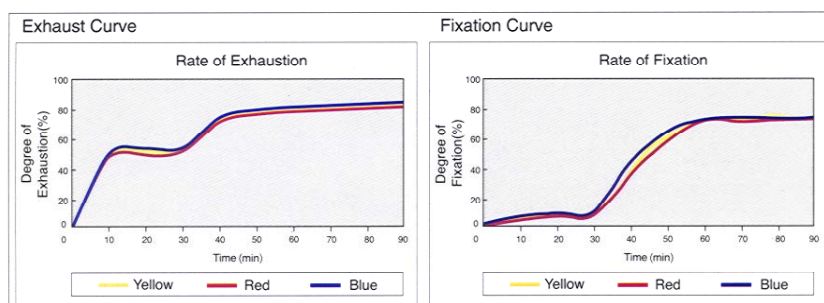 Exhaust Curve
Rate of Exhaustion
Degree of
Exhaustion(%)
100
80
60
40
20
0
0 10 20 30 40 50 60 70 80 90
Time (min)
Yellow Red Blue
Fixation Curve
Rate of Fixation
Degree of
Fixation(%)
100
80
60
40
20
0
0 10 20 30 40 50 60 70 80 90
Time (min)
Yellow Red Blue